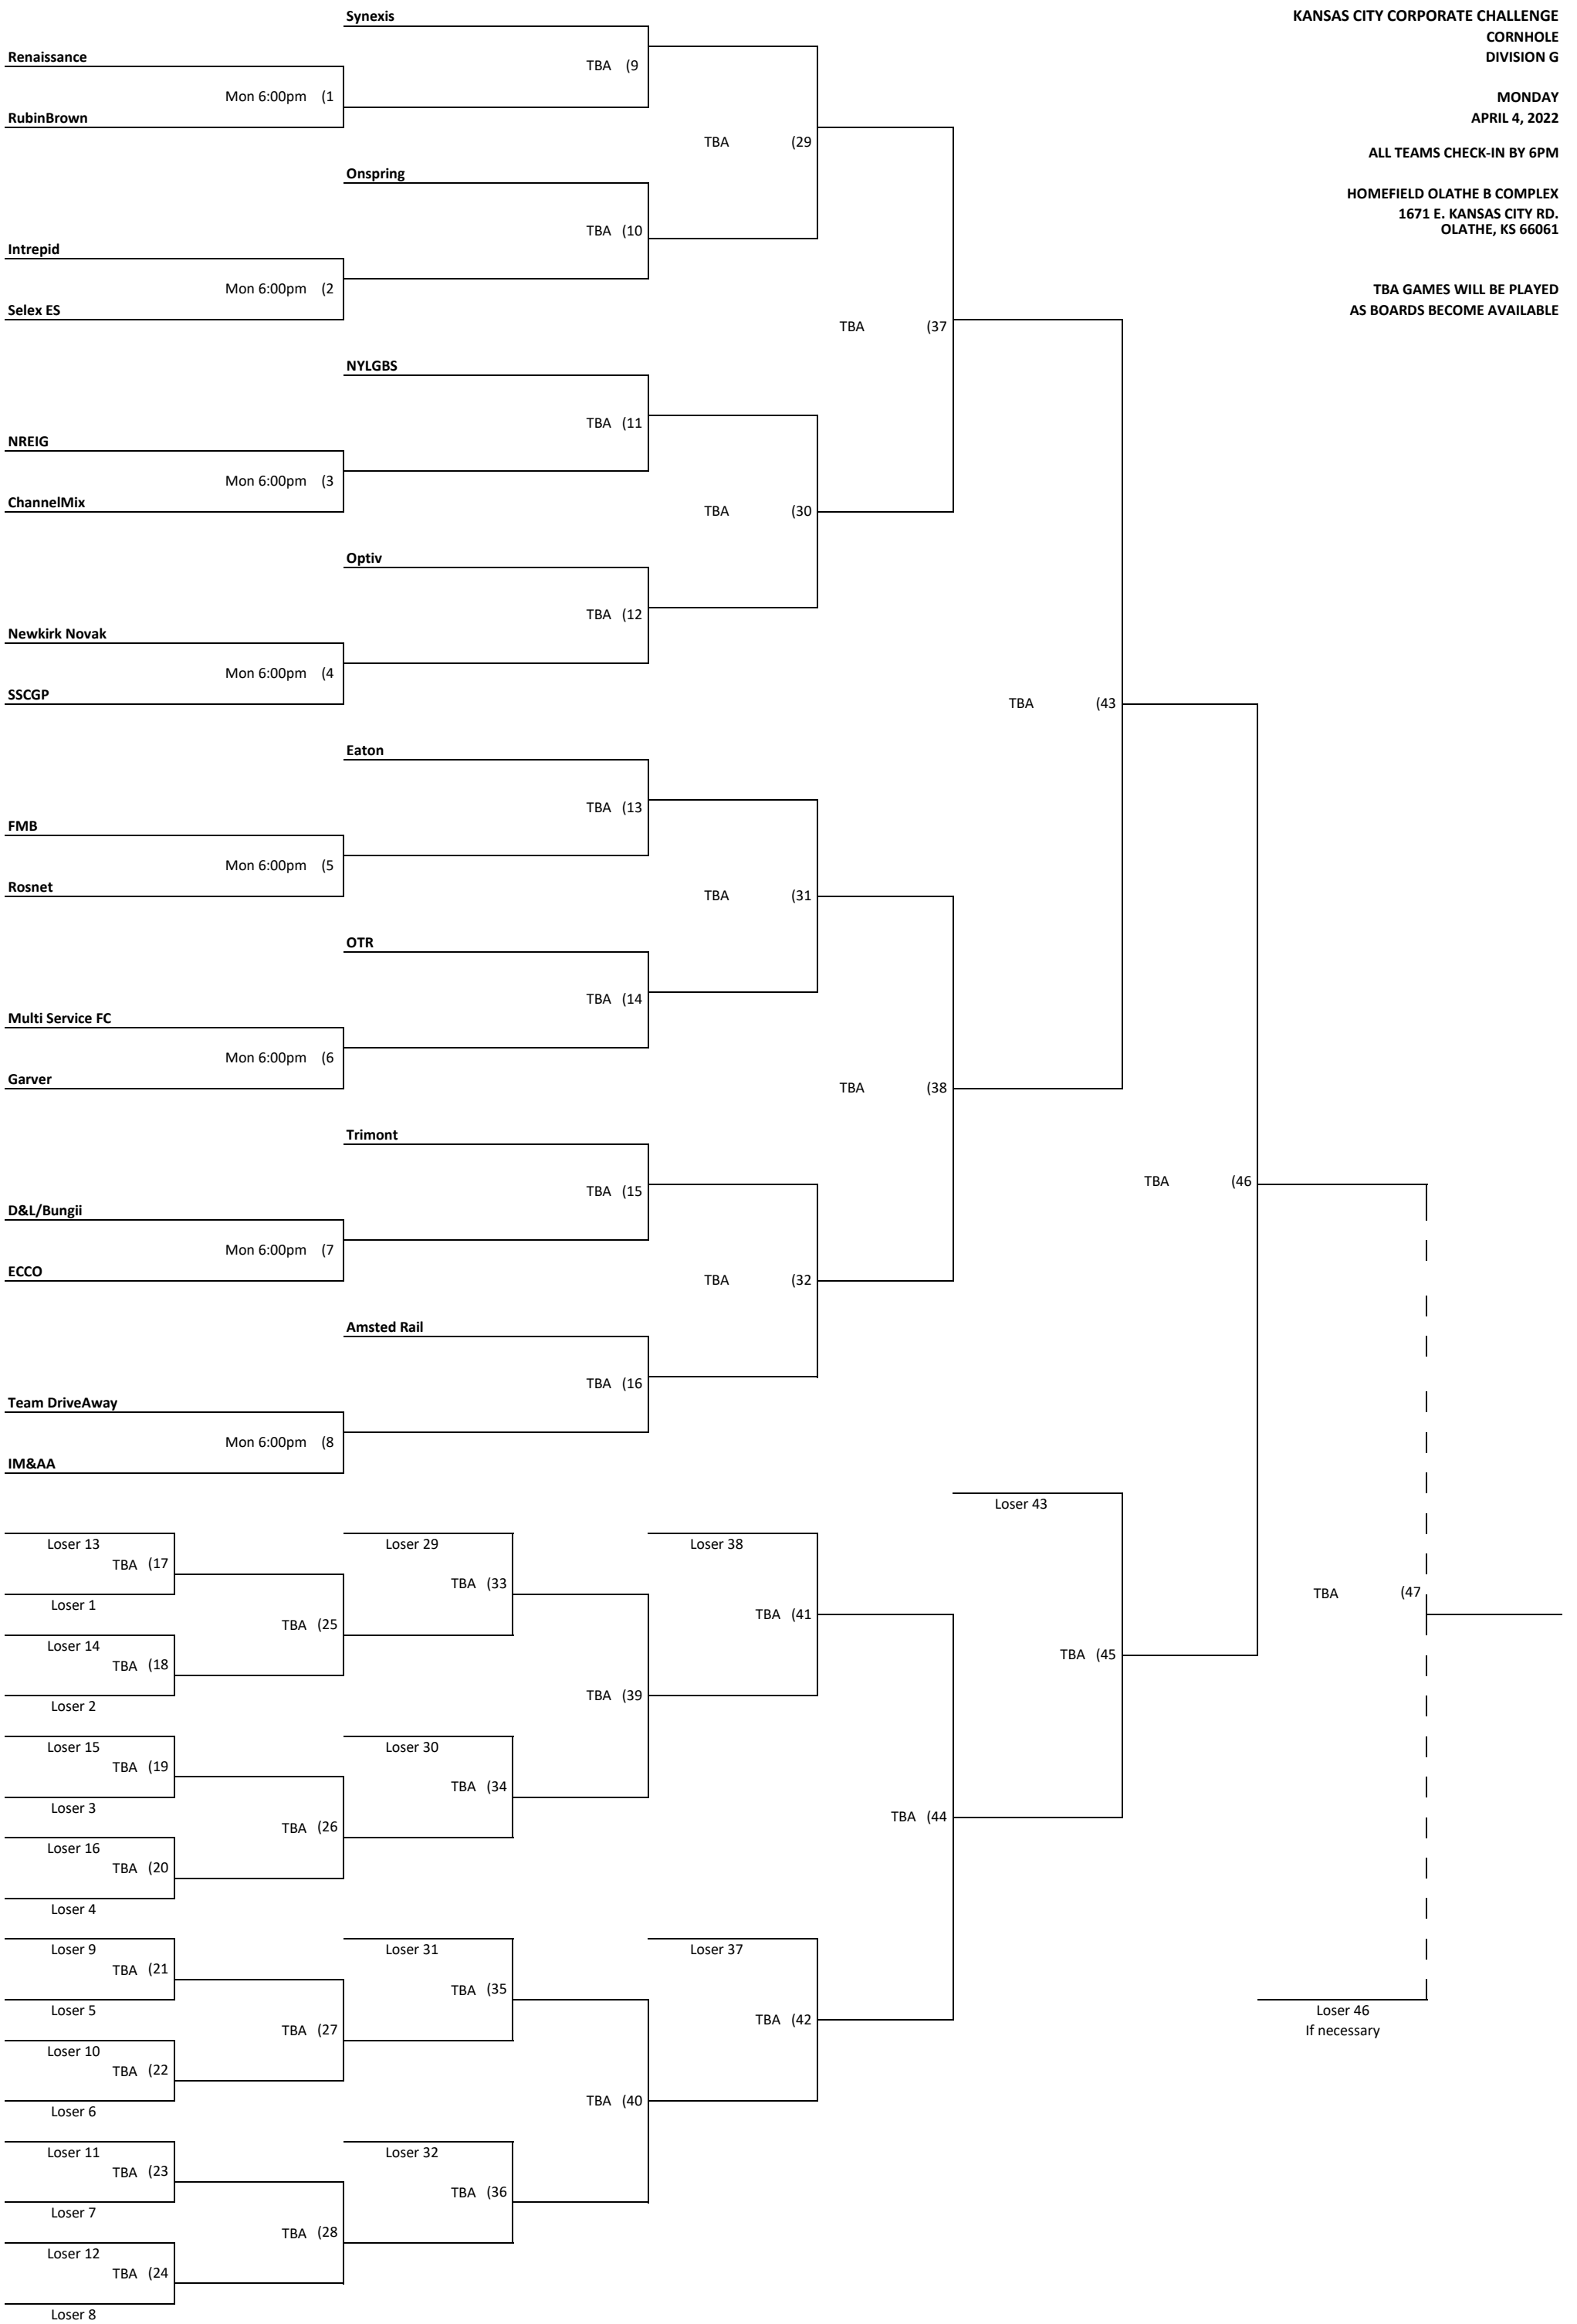 KANSAS CITY CORPORATE CHALLENGE
CORNHOLE
DIVISION G
MONDAY
APRIL 4, 2022
ALL TEAMS CHECK-IN BY 6PM
HOMEFIELD OLATHE B COMPLEX
1671 E. KANSAS CITY RD.
OLATHE, KS 66061
TBA GAMES WILL BE PLAYED
AS BOARDS BECOME AVAILABLE
Synexis
Renaissance
TBA (9
Mon 6:00pm (1
RubinBrown
TBA (29
Onspring
TBA (10
Intrepid
Mon 6:00pm (2
Selex ES
TBA (37
NYLGBS
TBA (11
NREIG
Mon 6:00pm (3
ChannelMix
TBA (30
Optiv
TBA (12
Newkirk Novak
Mon 6:00pm (4
SSCGP
TBA (43
Eaton
TBA (13
FMB
Mon 6:00pm (5
Rosnet
TBA (31
OTR
TBA (14
Multi Service FC
Mon 6:00pm (6
Garver
TBA (38
Trimont
TBA (15
TBA (46
D&L/Bungii
Mon 6:00pm (7
ECCO
TBA (32
Amsted Rail
TBA (16
Team DriveAway
Mon 6:00pm (8
IM&AA
Loser 43
Loser 13
Loser 29
Loser 38
TBA (17
TBA (33
TBA (47
Loser 1
TBA (41
TBA (25
Loser 14
TBA (45
TBA (18
TBA (39
Loser 2
Loser 15
Loser 30
TBA (19
TBA (34
Loser 3
TBA (44
TBA (26
Loser 16
TBA (20
Loser 4
Loser 9
Loser 31
Loser 37
TBA (21
TBA (35
Loser 5
Loser 46
TBA (42
TBA (27
If necessary
Loser 10
TBA (22
TBA (40
Loser 6
Loser 11
Loser 32
TBA (23
TBA (36
Loser 7
TBA (28
Loser 12
TBA (24
Loser 8